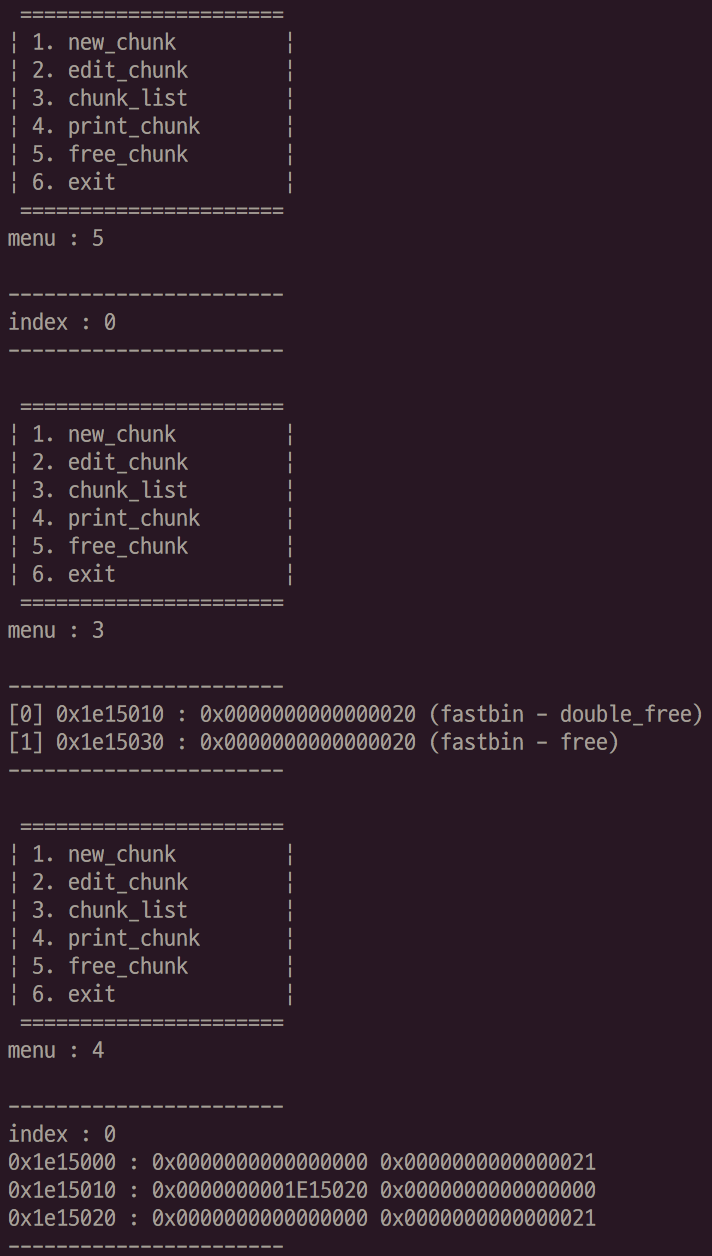 ======================
¦ 1. new_chunk         ¦
¦ 2. edit_chunk        ¦
¦ 3. chunk_list        ¦
¦ 4. print_chunk       ¦
¦ 5. free_chunk        ¦
¦ 6. exit              ¦
 ======================
menu : 5
-----------------------
index : 0
-----------------------
 ======================
¦ 1. new_chunk         ¦
¦ 2. edit_chunk        ¦
¦ 3. chunk_list        ¦
¦ 4. print_chunk       ¦
¦ 5. free_chunk        ¦
¦ 6. exit              ¦
 ======================
menu : 3
-----------------------
[0] 0x1e15010 : 0x0000000000000020 (fastbin - double_free)
[1] 0x1e15030 : 0x0000000000000020 (fastbin - free)
-----------------------
 ======================
¦ 1. new_chunk         ¦
¦ 2. edit_chunk        ¦
¦ 3. chunk_list        ¦
¦ 4. print_chunk       ¦
¦ 5. free_chunk        ¦
¦ 6. exit              ¦
 ======================
menu : 4
-----------------------
index : 0
0x1e15000 : 0x0000000000000000 0x0000000000000021
0x1e15010 : 0x0000000001E15020 0x0000000000000000
0x1e15020 : 0x0000000000000000 0x0000000000000021
-----------------------